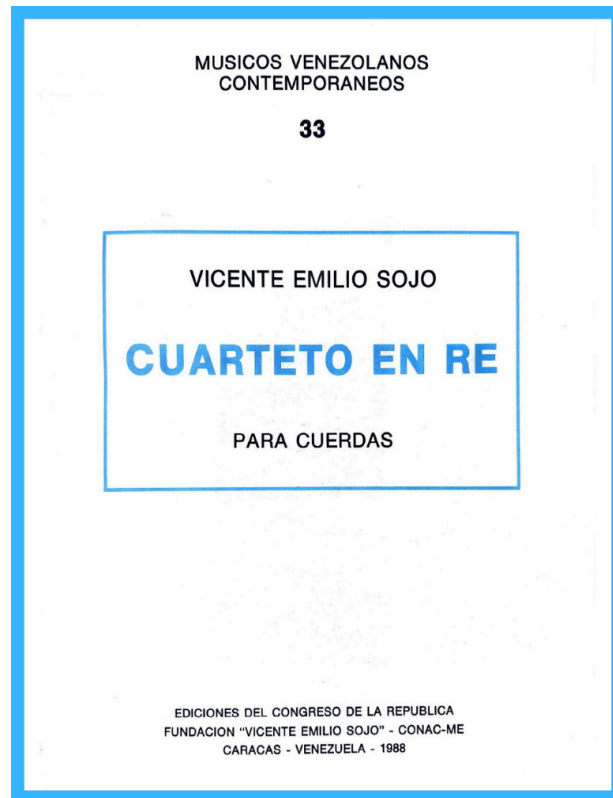 MUSICOS VENEZOLANOS
CONTEMPORANEOS
33
VICENTE EMILIO SOJO
CUARTETO EN RE
PARA CUERDAS
EDICIONES DEL CONGRESO DE LA REPUBLICA
FUNDACION "VICENTE EMILIO SOJO" - CONAC-ME
CARACAS - VENEZUELA - 1988